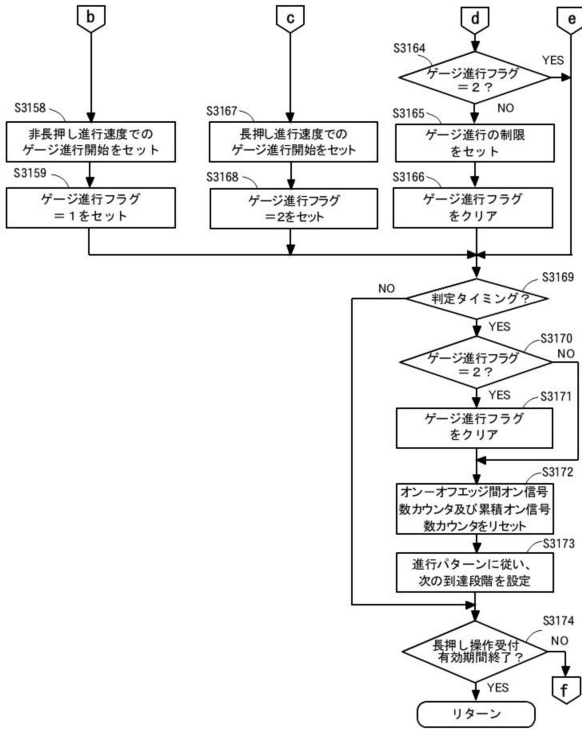 b
c
d
e
S3164
ゲージ進行フラグ
＝2？
YES
NO
S3158
非長押し進行速度での
ゲージ進行開始をセット
S3167
長押し進行速度での
ゲージ進行開始をセット
S3165
ゲージ進行の制限
をセット
S3159
ゲージ進行フラグ
＝1をセット
S3168
ゲージ進行フラグ
＝2をセット
S3166
ゲージ進行フラグ
をクリア
S3169
NO
判定タイミング？
YES
S3170
ゲージ進行フラグ
＝2？
NO
YES
S3171
ゲージ進行フラグ
をクリア
S3172
オン－オフエッジ間オン信号
数カウンタ及び累積オン信号
数カウンタをリセット
S3173
進行パターンに従い、
次の到達段階を設定
S3174
長押し操作受付
有効期間終了？
NO
YES
f
リターン